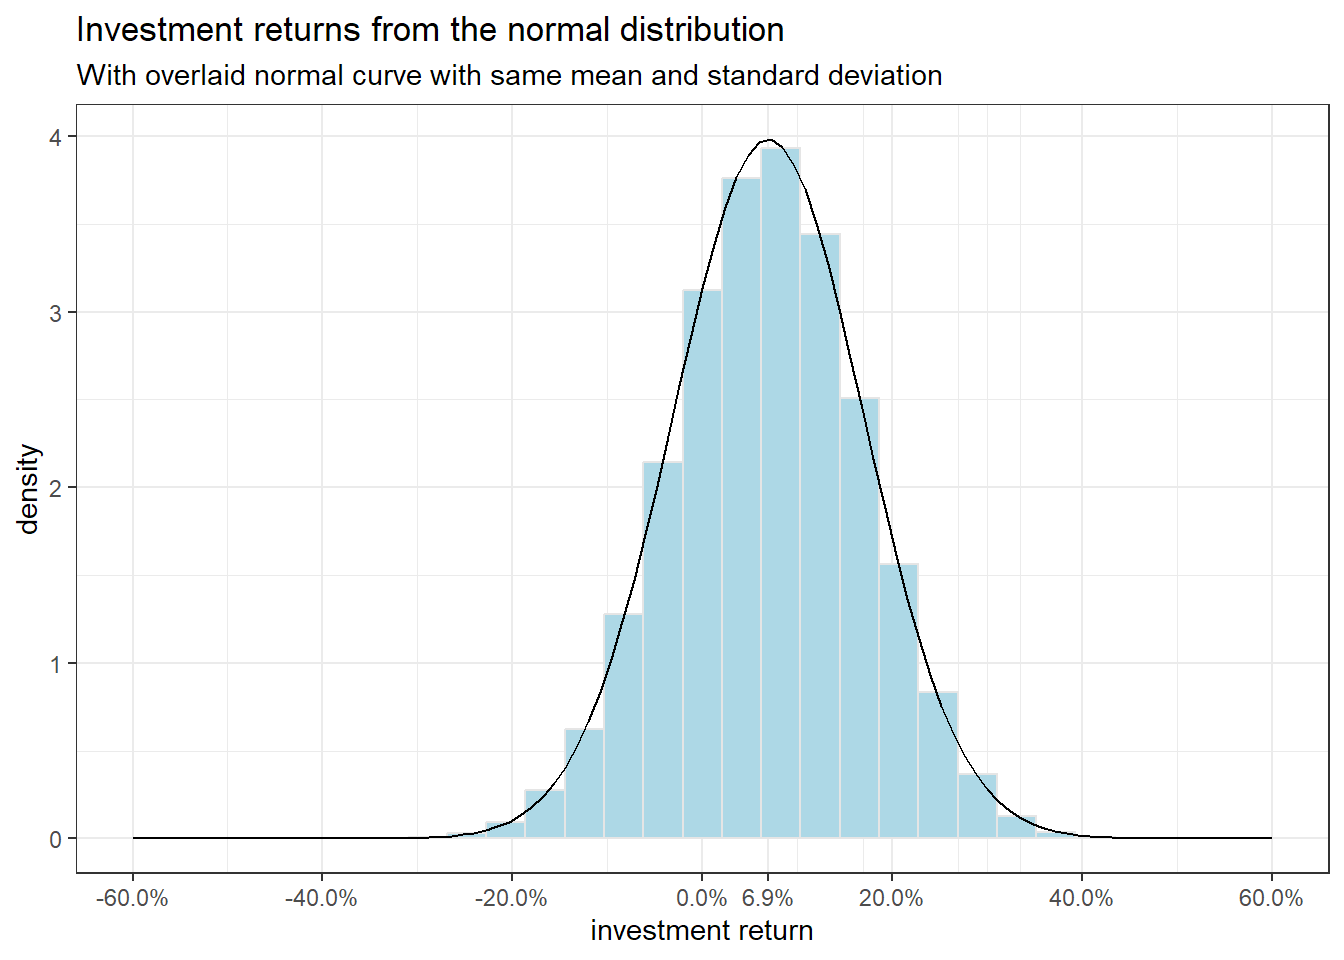 Investment returns from the normal distribution
With overlaid normal curve with same mean and standard deviation
4
3
2
1
0
density
-60.0% -40.0% -20.0% 0.0% 6.9% 20.0% 40.0% 60.0%
investment return